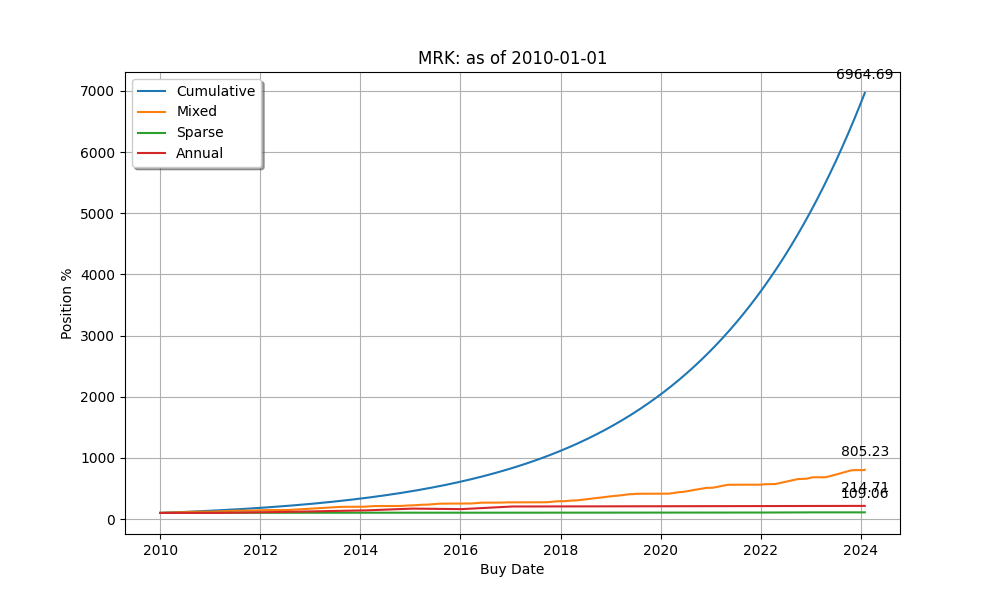 MRK: as of 2010-01-01
6964.69
Cumulative
Mixed
Sparse
Annual
7000
6000
5000
4000
3000
2000
1000
0
Position %
805.23
214.71
109.06
2010 2012 2014 2016 2018 2020 2022 2024
Buy Date